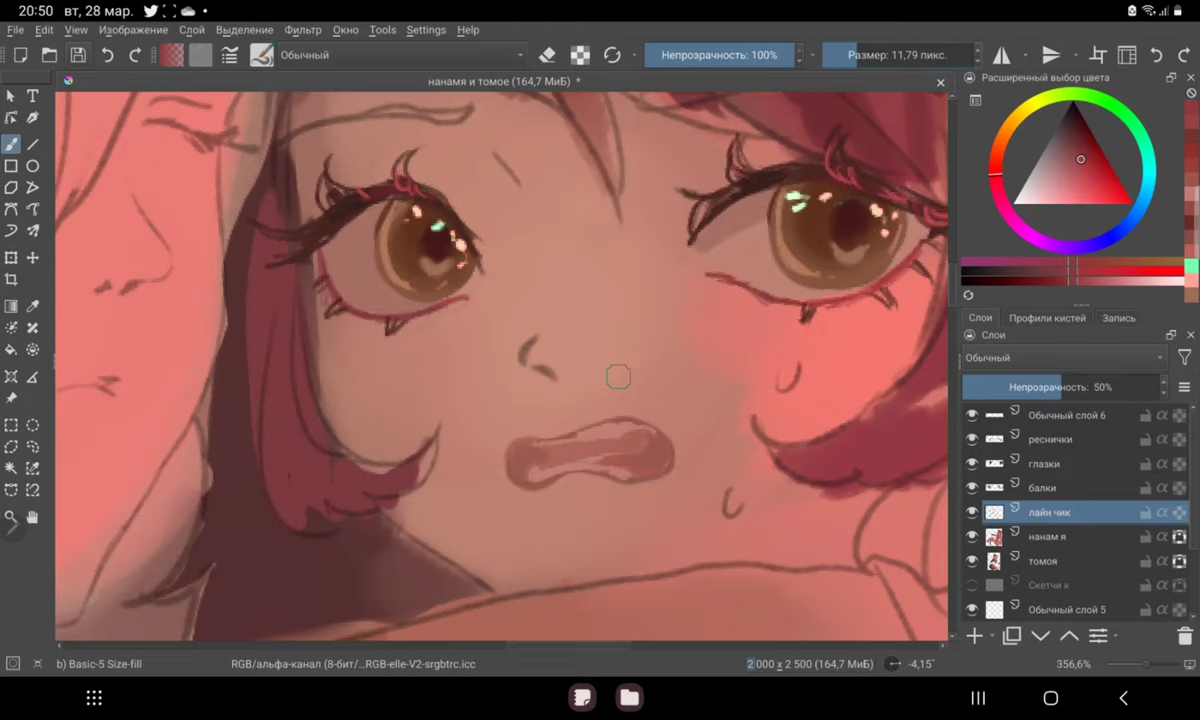 20:50 вт, 28 мар.
File Edit View Изображение Слой Выделение Фильтр Окно Tools Settings Help
Обычный
Непрозрачность: 100%
Размер: 11,79 пикс.
нанамя и томое (164,7 МиБ) *
Расширенный выбор цвета
Слои Профили кистей Запись
Слои
Обычный
Непрозрачность: 50%
Обычный слой 6
реснички
глазки
балки
лайн чик
нанам я
томоя
Скетчи к
Обычный слой 5
b) Basic-5 Size-fill
RGB/альфа-канал (8-бит/...RGB-elle-V2-srgbtrc.icc
2 000 x 2 500 (164,7 МиБ)
-4,15°
356,6%